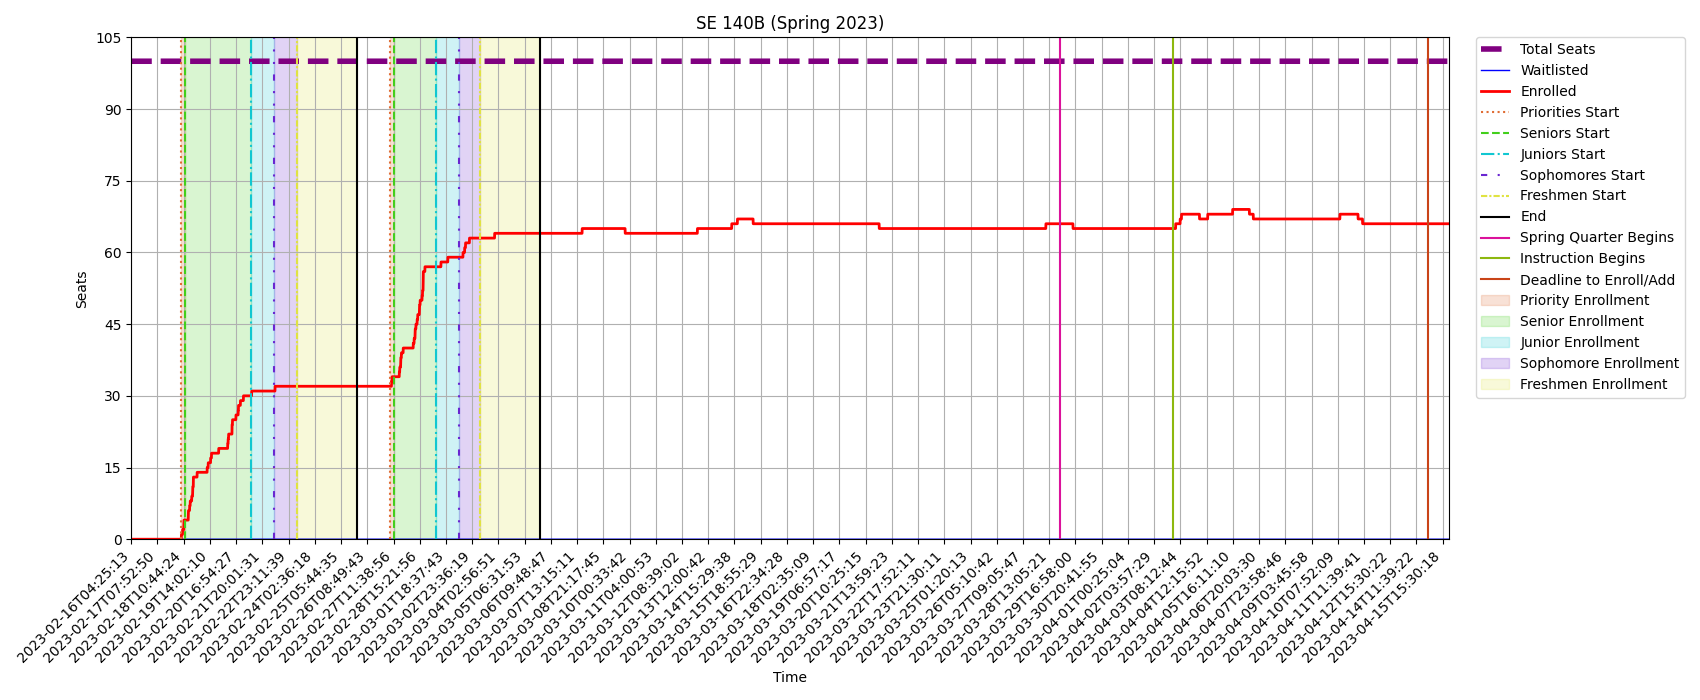 SE 140B (Spring 2023)
105
90
75
60
45
30
15
0
Seats
2023-02-16T04:25:13
2023-02-17T07:52:50
2023-02-18T10:44:24
2023-02-19T14:02:10
2023-02-20T16:54:27
2023-02-21T20:01:31
2023-02-22T23:11:39
2023-02-24T02:36:18
2023-02-25T05:44:35
2023-02-26T08:49:43
2023-02-27T11:38:56
2023-02-28T15:21:56
2023-03-01T18:37:43
2023-03-02T23:36:19
2023-03-04T02:56:51
2023-03-05T06:31:53
2023-03-06T09:48:47
2023-03-07T13:15:11
2023-03-08T21:17:45
2023-03-10T00:33:42
2023-03-11T04:00:53
2023-03-12T08:39:02
2023-03-13T12:00:42
2023-03-14T15:29:38
2023-03-15T18:55:29
2023-03-16T22:34:28
2023-03-18T02:35:09
2023-03-19T06:57:17
2023-03-20T10:25:15
2023-03-21T13:59:23
2023-03-22T17:52:11
2023-03-23T21:30:11
2023-03-25T01:20:13
2023-03-26T05:10:42
2023-03-27T09:05:47
2023-03-28T13:05:21
2023-03-29T16:58:00
2023-03-30T20:41:55
2023-04-01T00:25:04
2023-04-02T03:57:29
2023-04-03T08:12:44
2023-04-04T12:15:52
2023-04-05T16:11:10
2023-04-06T20:03:30
2023-04-07T23:58:46
2023-04-09T03:45:58
2023-04-10T07:52:09
2023-04-11T11:39:41
2023-04-12T15:30:22
2023-04-14T11:39:22
2023-04-15T15:30:18
Time
Total Seats
Waitlisted
Enrolled
Priorities Start
Seniors Start
Juniors Start
Sophomores Start
Freshmen Start
End
Spring Quarter Begins
Instruction Begins
Deadline to Enroll/Add
Priority Enrollment
Senior Enrollment
Junior Enrollment
Sophomore Enrollment
Freshmen Enrollment